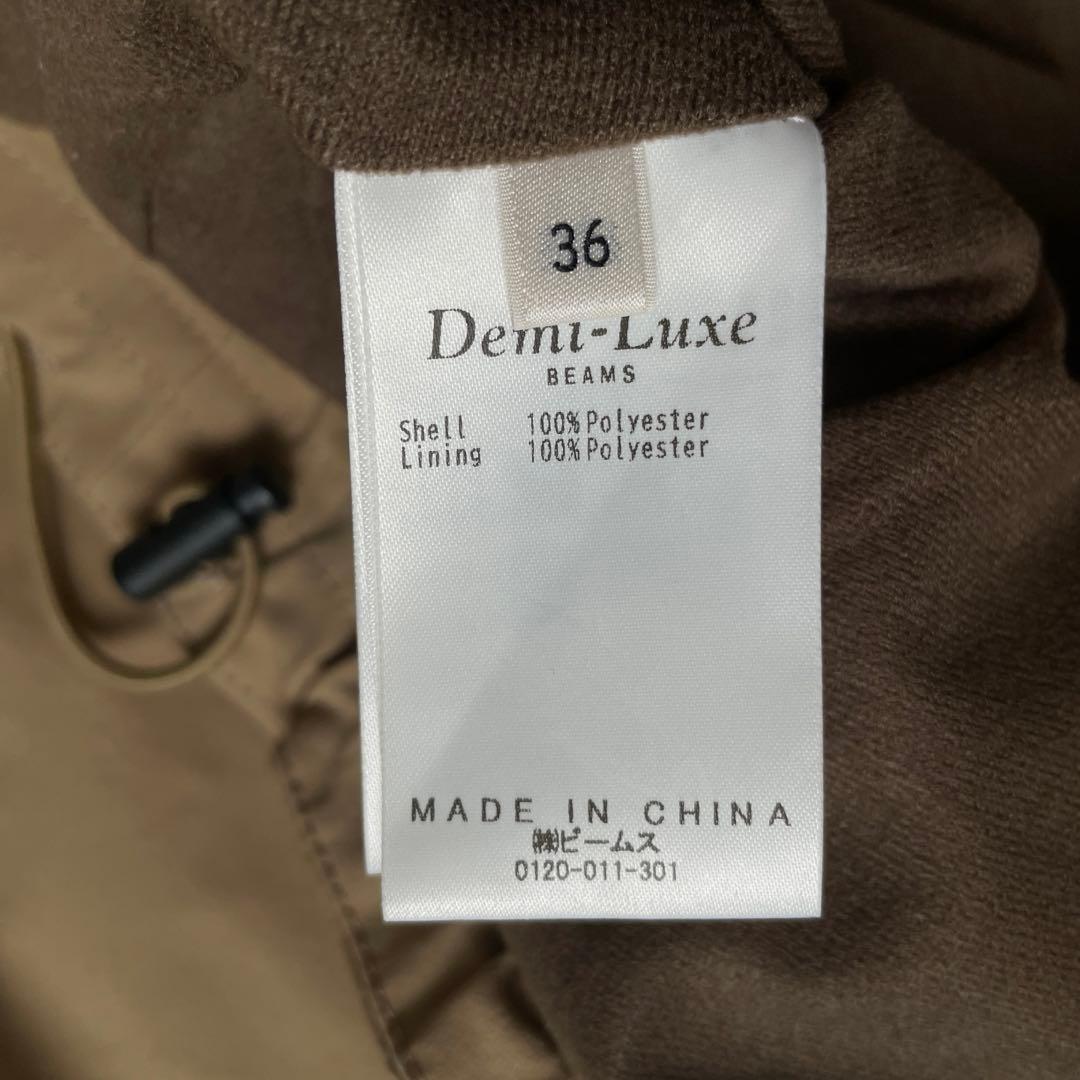 36
Demi-Luxe
BEAMS
Shell 100%Polyester
Lining 100%Polyester
MADE IN CHINA
㈱ビームス
0120-011-301